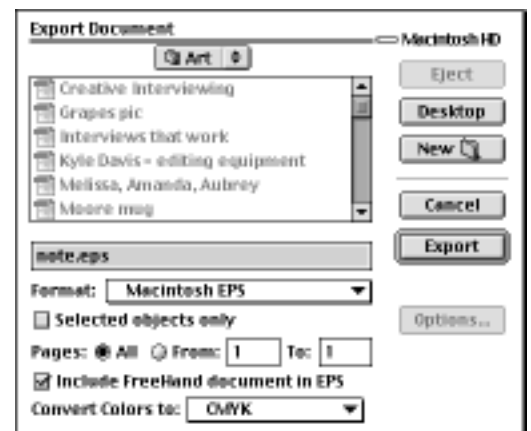 Export Document
Macintosh HD
Art
Eject
Creative Interviewing
Grapes pic
Desktop
Interviews that work
New
Kyle Davis - editing equipment
Melissa, Amanda, Aubrey
Moore mug
Cancel
note.eps
Export
Format: Macintosh EPS
Selected objects only
Options...
Pages: All From: 1 To: 1
Include FreeHand document in EPS
Convert Colors to: CMYK